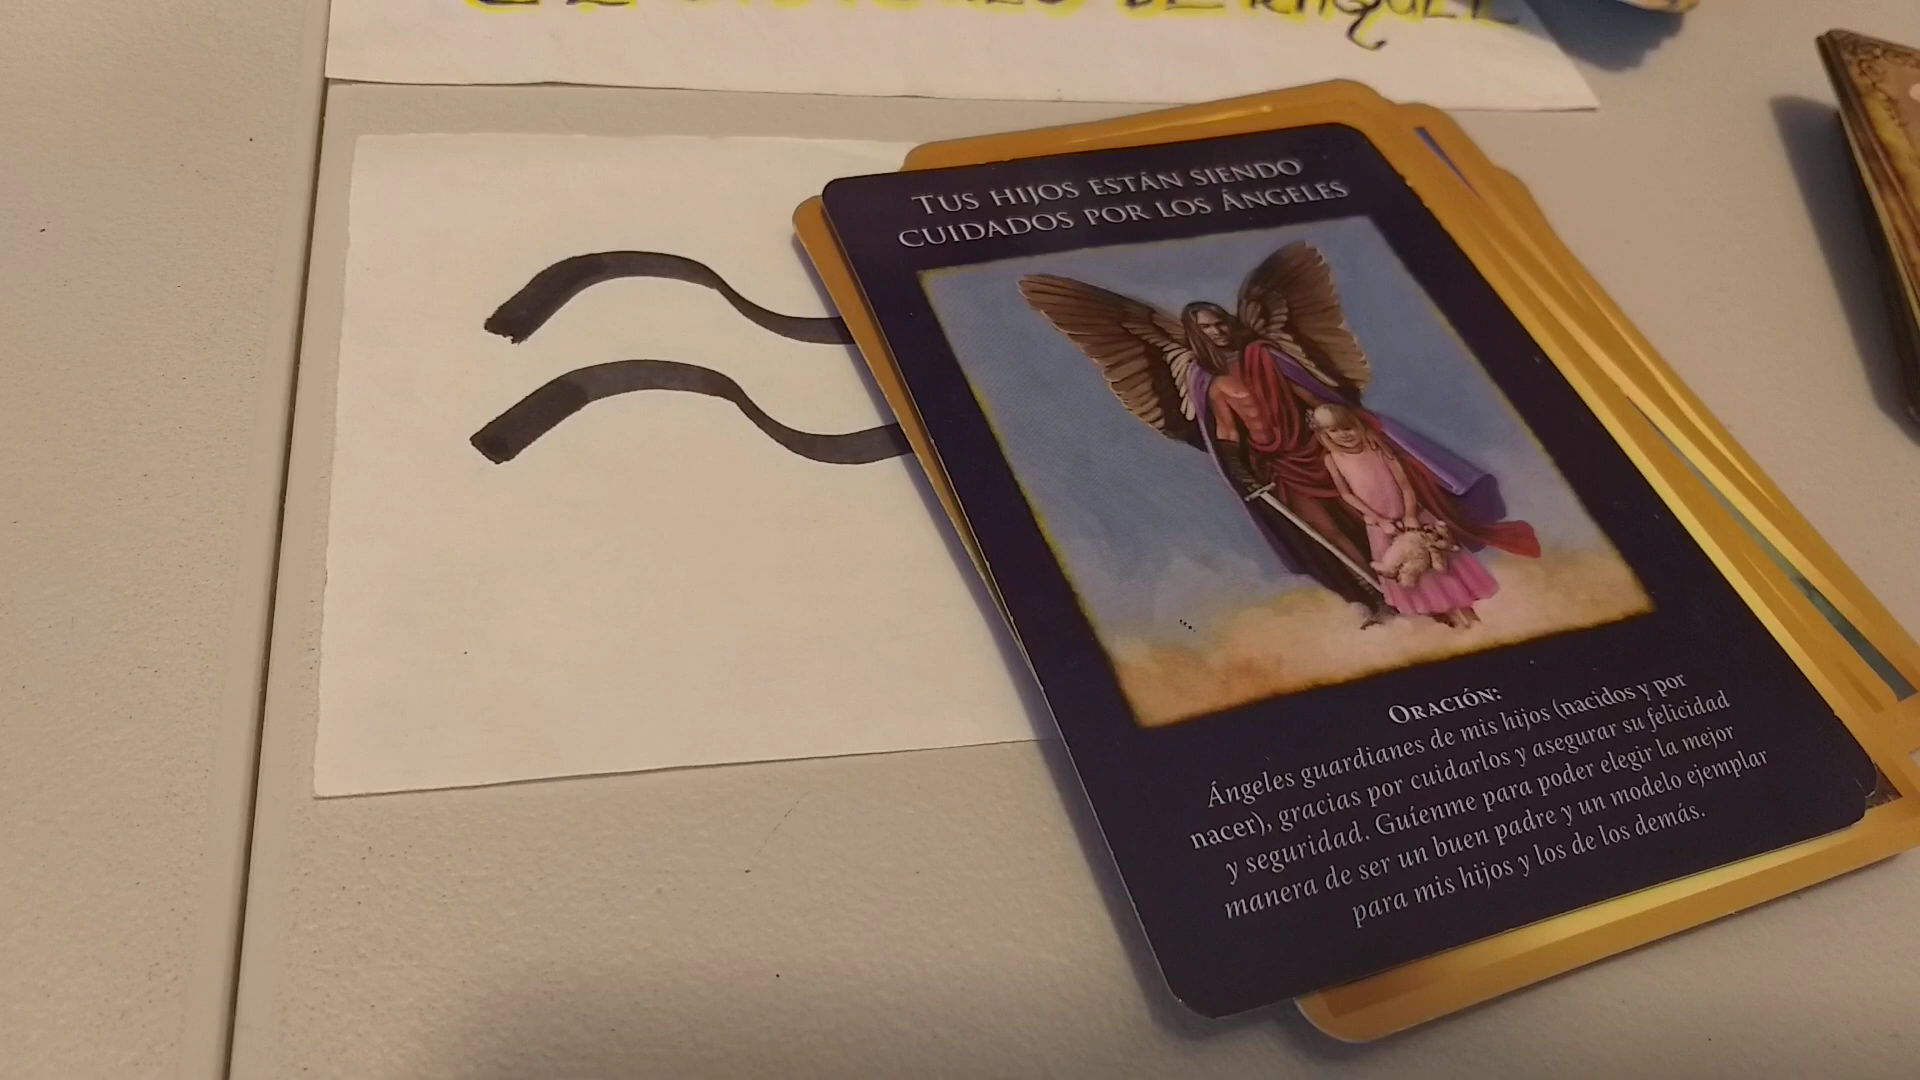 DE RAQUEL
TUS HIJOS ESTÁN SIENDO
CUIDADOS POR LOS ÁNGELES
ORACIÓN:
Ángeles guardianes de mis hijos (nacidos y por
nacer), gracias por cuidarlos y asegurar su felicidad
y seguridad. Guíenme para poder elegir la mejor
manera de ser un buen padre y un modelo ejemplar
para mis hijos y los de los demás.